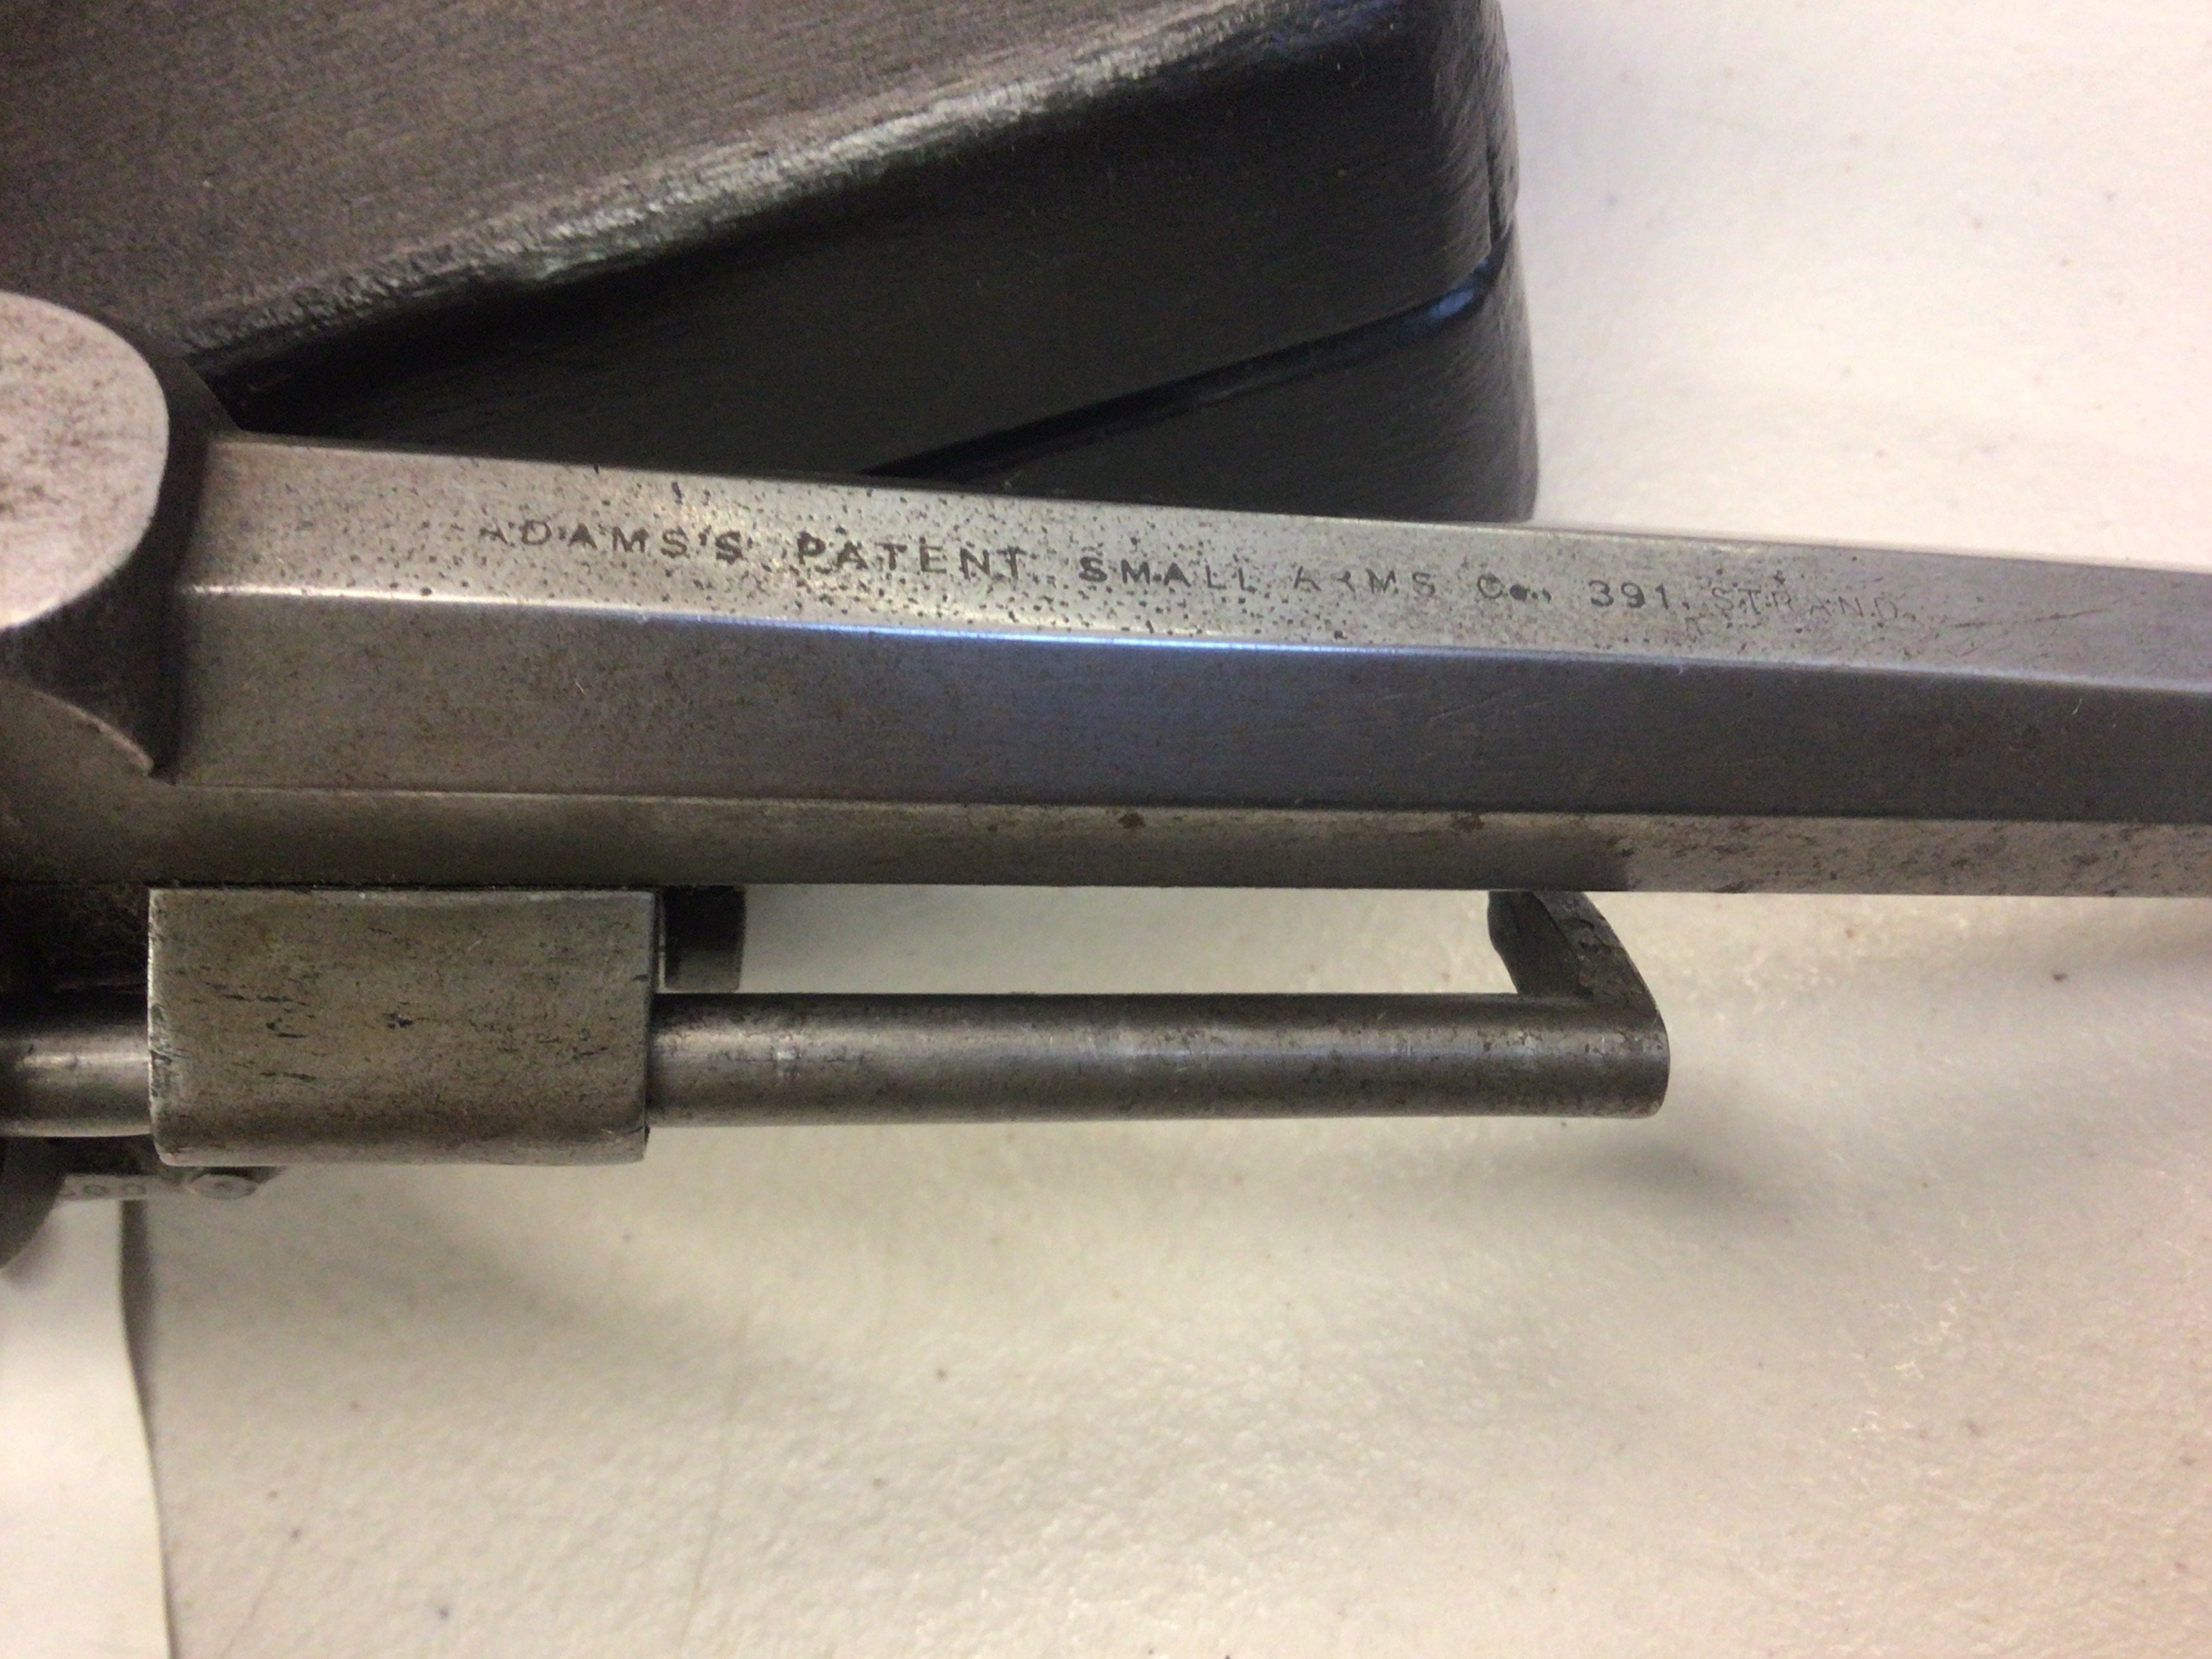 ADAMS'S PATENT SMALL ARMS Co., 391, STRAND,